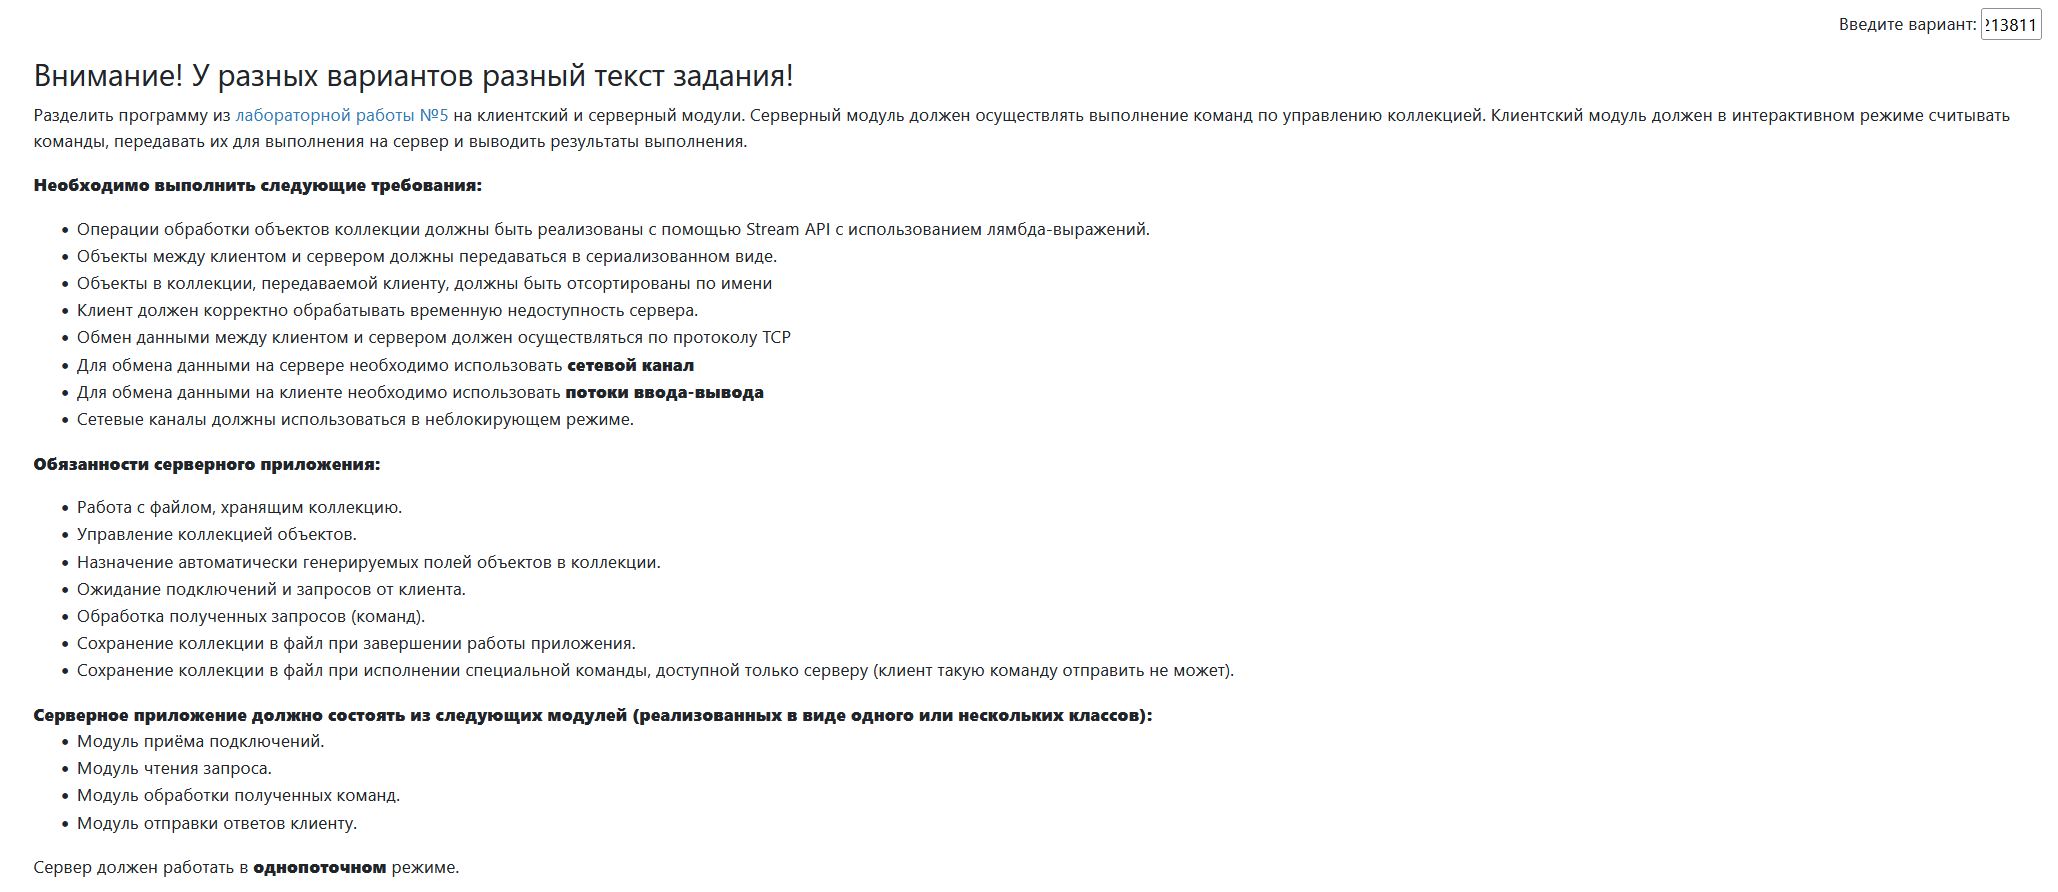 Введите вариант: 213811
Внимание! У разных вариантов разный текст задания!
Разделить программу из лабораторной работы №5 на клиентский и серверный модули. Серверный модуль должен осуществлять выполнение команд по управлению коллекцией. Клиентский модуль должен в интерактивном режиме считывать
команды, передавать их для выполнения на сервер и выводить результаты выполнения.
Необходимо выполнить следующие требования:
• Операции обработки объектов коллекции должны быть реализованы с помощью Stream API с использованием лямбда-выражений.
• Объекты между клиентом и сервером должны передаваться в сериализованном виде.
• Объекты в коллекции, передаваемой клиенту, должны быть отсортированы по имени
• Клиент должен корректно обрабатывать временную недоступность сервера.
• Обмен данными между клиентом и сервером должен осуществляться по протоколу TCP
• Для обмена данными на сервере необходимо использовать сетевой канал
• Для обмена данными на клиенте необходимо использовать потоки ввода-вывода
• Сетевые каналы должны использоваться в неблокирующем режиме.
Обязанности серверного приложения:
• Работа с файлом, хранящим коллекцию.
• Управление коллекцией объектов.
• Назначение автоматически генерируемых полей объектов в коллекции.
• Ожидание подключений и запросов от клиента.
• Обработка полученных запросов (команд).
• Сохранение коллекции в файл при завершении работы приложения.
• Сохранение коллекции в файл при исполнении специальной команды, доступной только серверу (клиент такую команду отправить не может).
Серверное приложение должно состоять из следующих модулей (реализованных в виде одного или нескольких классов):
• Модуль приёма подключений.
• Модуль чтения запроса.
• Модуль обработки полученных команд.
• Модуль отправки ответов клиенту.
Сервер должен работать в однопоточном режиме.